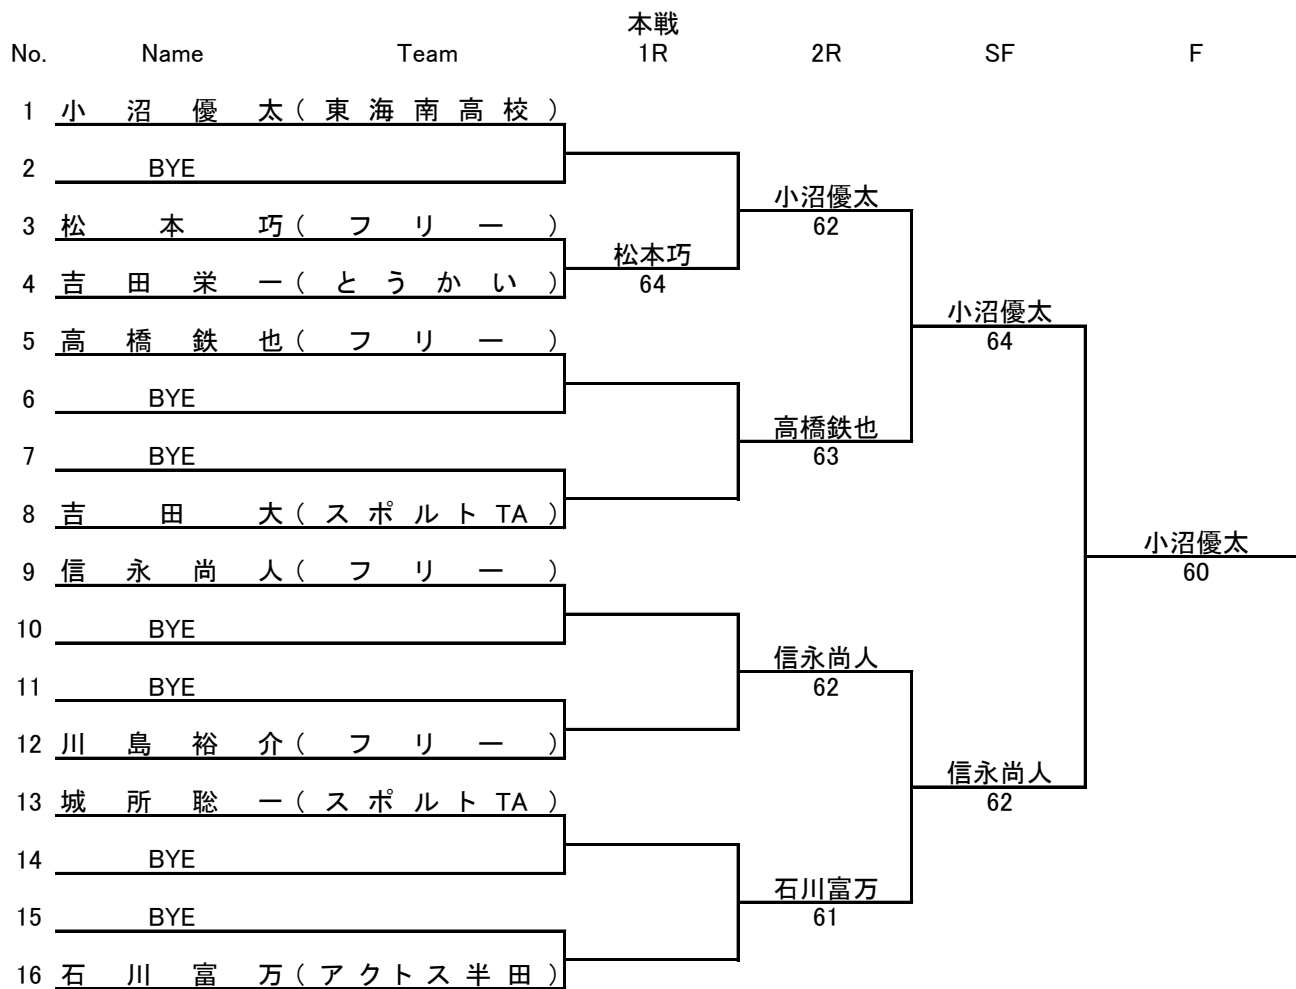 本戦
No. Name Team 1R 2R SF F
1 小沼優太(東海南高校)
2 BYE
小沼優太
3 松本巧(フリー) 62
松本巧
4 吉田栄一(とうかい) 64
小沼優太
5 高橋鉄也(フリー) 64
6 BYE
高橋鉄也
7 BYE 63
8 吉田大(スポルトTA)
小沼優太
9 信永尚人(フリー) 60
10 BYE
信永尚人
11 BYE 62
12 川島裕介(フリー)
信永尚人
13 城所聡一(スポルトTA) 62
14 BYE
石川富万
15 BYE 61
16 石川富万(アクトス半田)